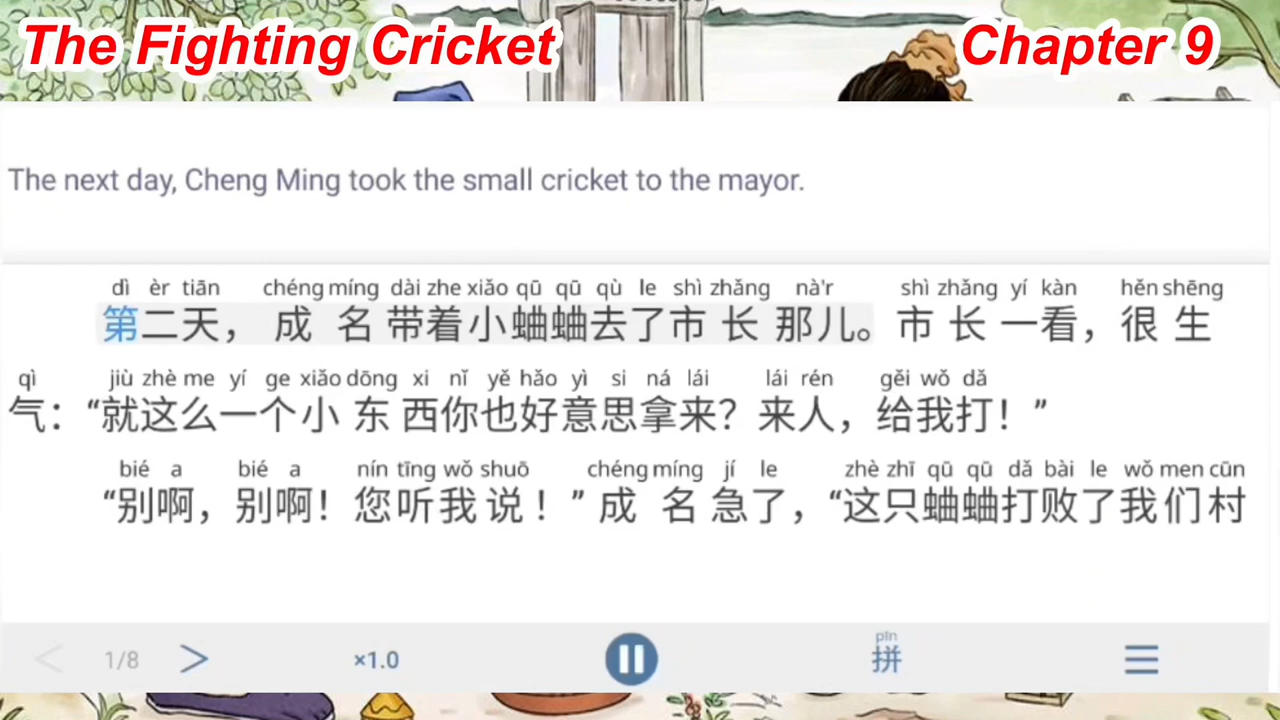 The Fighting Cricket
Chapter 9
The next day, Cheng Ming took the small cricket to the mayor.
dì èr tiān chéng míng dài zhe xiǎo qū qū qù le shì zhǎng nà'r shì zhǎng yí kàn hěn shēng
第二天，成名带着小蛐蛐去了市长那儿。市长一看，很生
qì jiù zhè me yí ge xiǎo dōng xi nǐ yě hǎo yì si ná lái lái rén gěi wǒ dǎ
气：“就这么一个小东西你也好意思拿来？来人，给我打！”
bié a bié a nín tīng wǒ shuō chéng míng jí le zhè zhī qū qū dǎ bài le wǒ men cūn
“别啊，别啊！您听我说！”成名急了，“这只蛐蛐打败了我们村
< 1/8 > ×1.0 pīn
拼